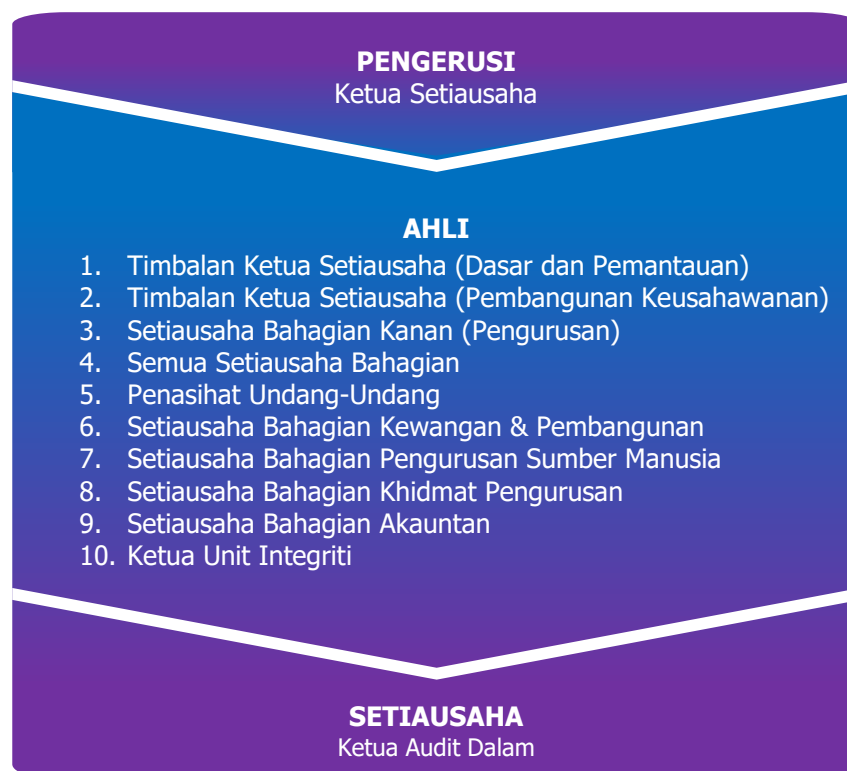 PENGERUSI
Ketua Setiausaha
AHLI
1. Timbalan Ketua Setiausaha (Dasar dan Pemantauan)
2. Timbalan Ketua Setiausaha (Pembangunan Keusahawanan)
3. Setiausaha Bahagian Kanan (Pengurusan)
4. Semua Setiausaha Bahagian
5. Penasihat Undang-Undang
6. Setiausaha Bahagian Kewangan & Pembangunan
7. Setiausaha Bahagian Pengurusan Sumber Manusia
8. Setiausaha Bahagian Khidmat Pengurusan
9. Setiausaha Bahagian Akauntan
10. Ketua Unit Integriti
SETIAUSAHA
Ketua Audit Dalam